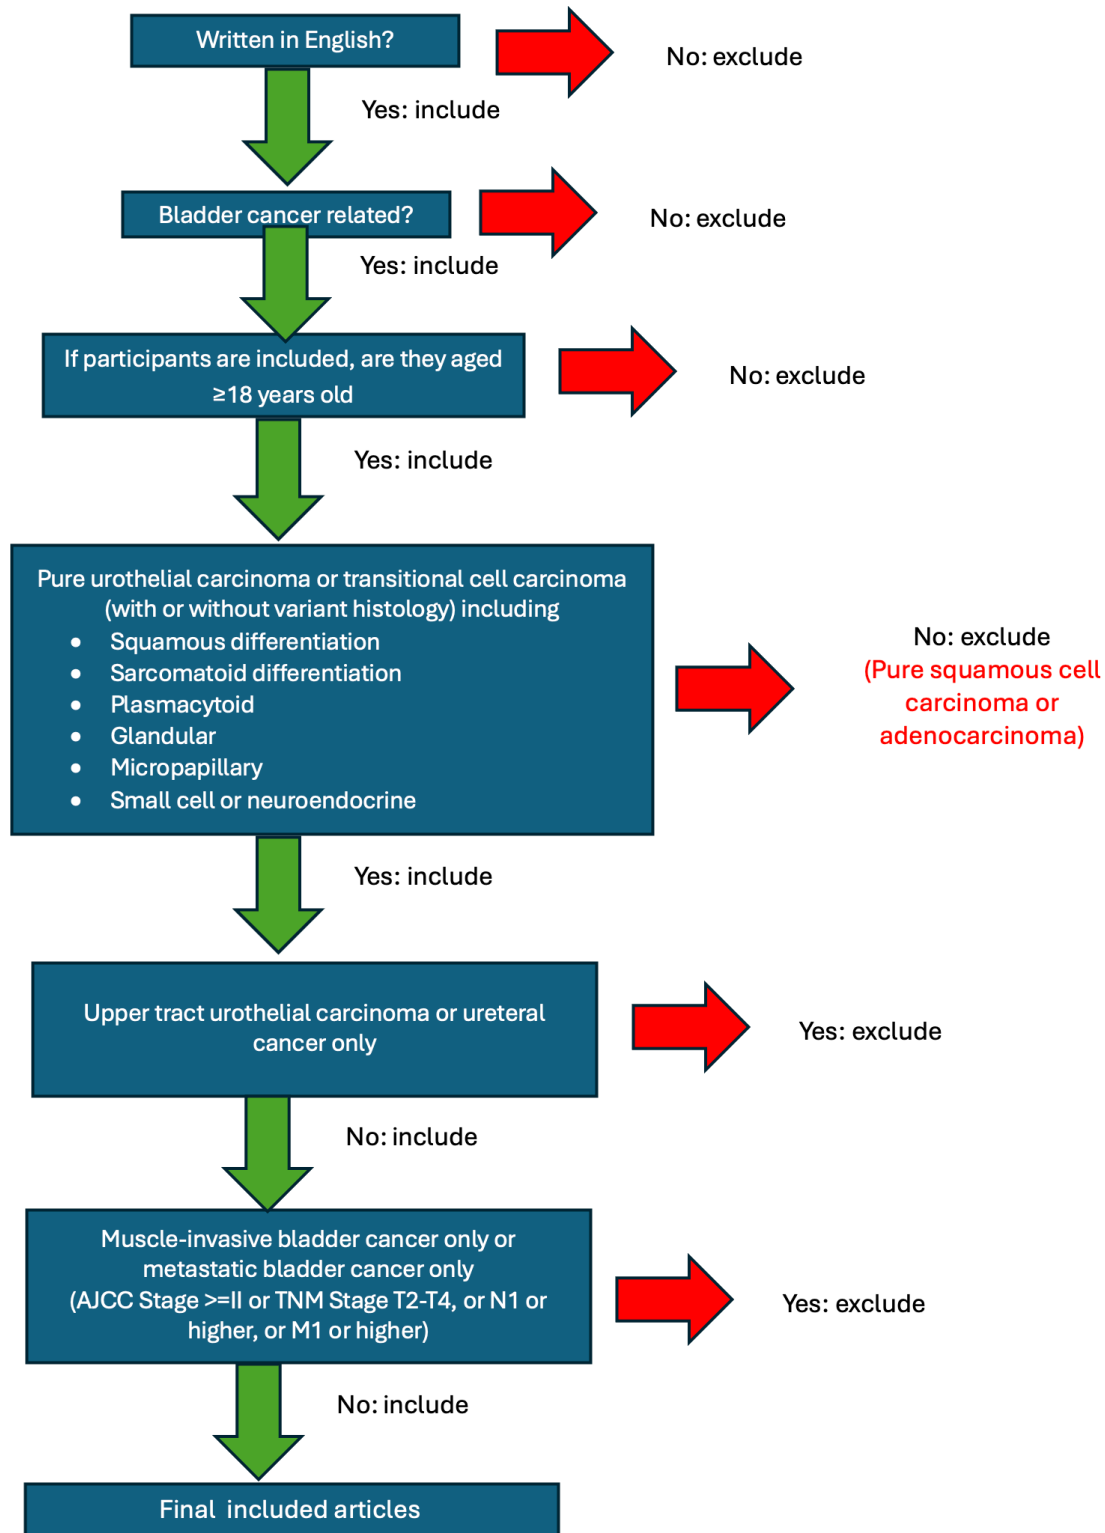 Written in English?
No: exclude
Yes: include
Bladder cancer related?
No: exclude
Yes: include
If participants are included, are they aged
≥18 years old
No: exclude
Yes: include
Pure urothelial carcinoma or transitional cell carcinoma
(with or without variant histology) including
• Squamous differentiation
• Sarcomatoid differentiation
• Plasmacytoid
• Glandular
• Micropapillary
• Small cell or neuroendocrine
No: exclude
(Pure squamous cell
carcinoma or
adenocarcinoma)
Yes: include
Upper tract urothelial carcinoma or ureteral
cancer only
Yes: exclude
No: include
Muscle-invasive bladder cancer only or
metastatic bladder cancer only
(AJCC Stage >=II or TNM Stage T2-T4, or N1 or
higher, or M1 or higher)
Yes: exclude
No: include
Final included articles